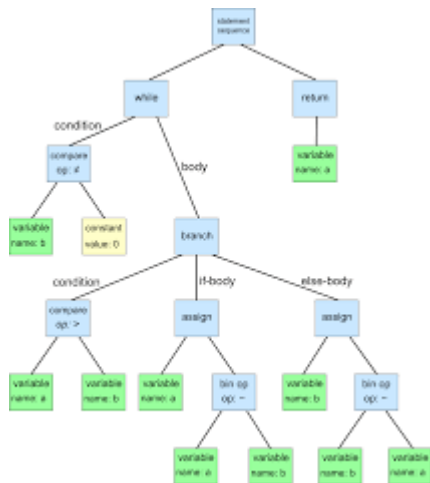 statement
sequence
while
return
condition
body
compare
op: ≠
variable
name: a
variable
name: b
constant
value: 0
branch
condition
if-body
else-body
compare
op: >
assign
assign
variable
name: a
variable
name: b
variable
name: a
bin op
op: −
variable
name: b
bin op
op: −
variable
name: a
variable
name: b
variable
name: b
variable
name: a